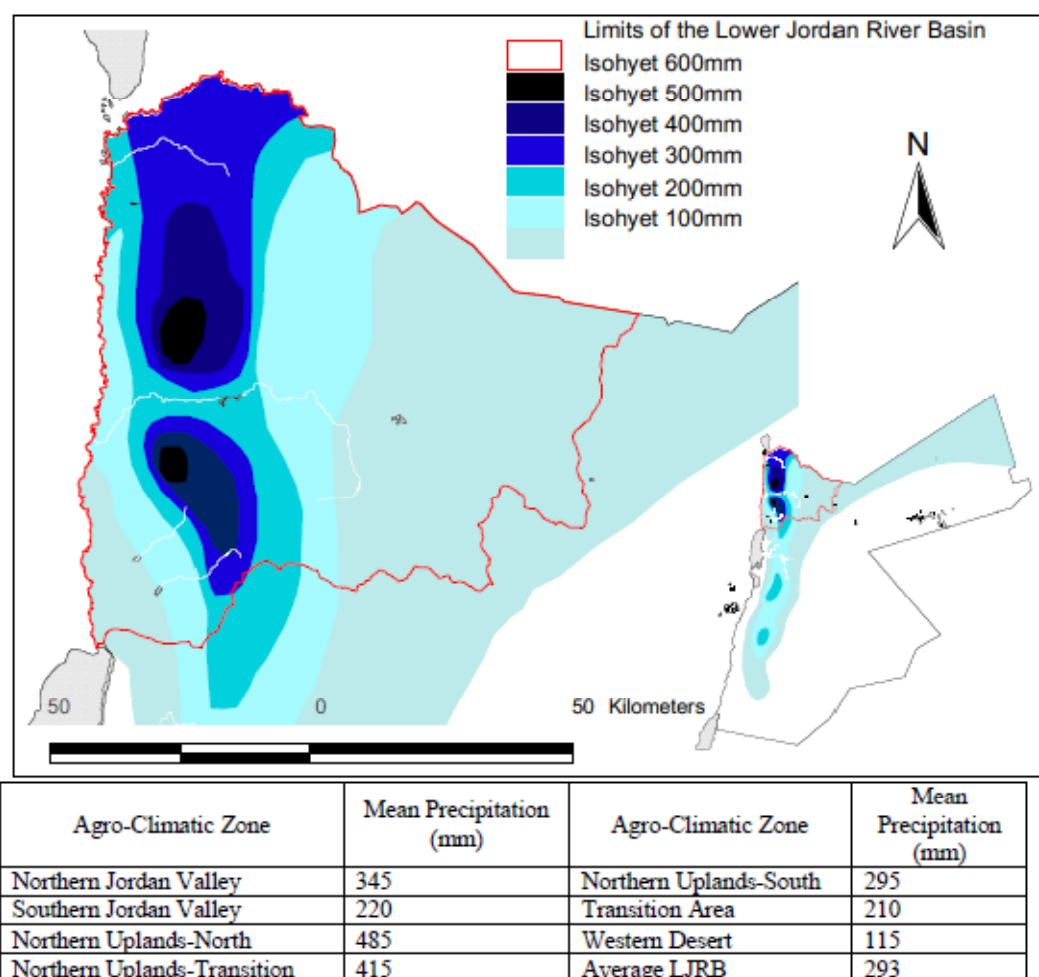 Limits of the Lower Jordan River Basin
Isohyet 600mm
Isohyet 500mm
Isohyet 400mm
Isohyet 300mm
Isohyet 200mm
Isohyet 100mm
N
50 0 50 Kilometers
Agro-Climatic Zone Mean Precipitation (mm) Agro-Climatic Zone Mean Precipitation (mm)
Northern Jordan Valley 345 Northern Uplands-South 295
Southern Jordan Valley 220 Transition Area 210
Northern Uplands-North 485 Western Desert 115
Northern Uplands-Transition 415 Average LJRB 293